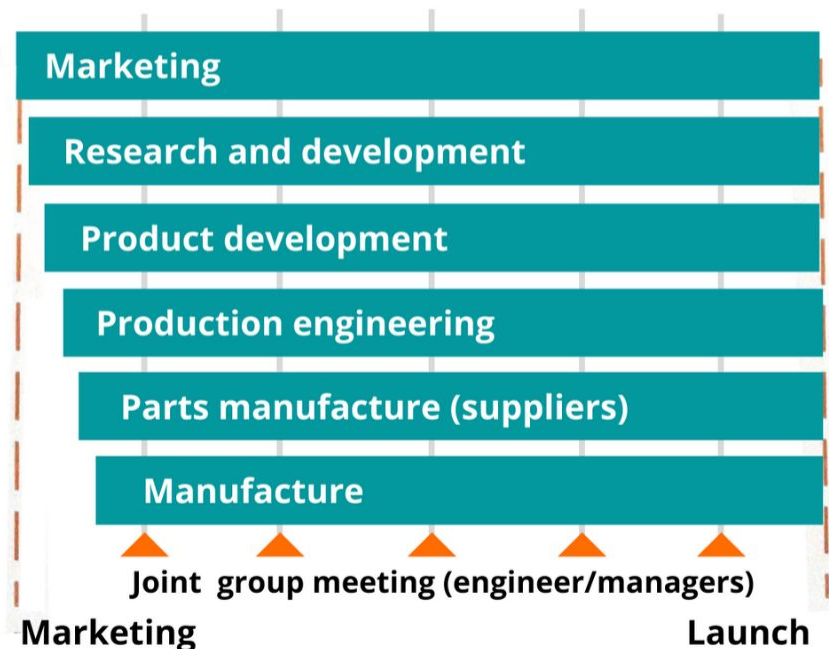 Marketing
Research and development
Product development
Production engineering
Parts manufacture (suppliers)
Manufacture
Joint group meeting (engineer/managers)
Marketing Launch